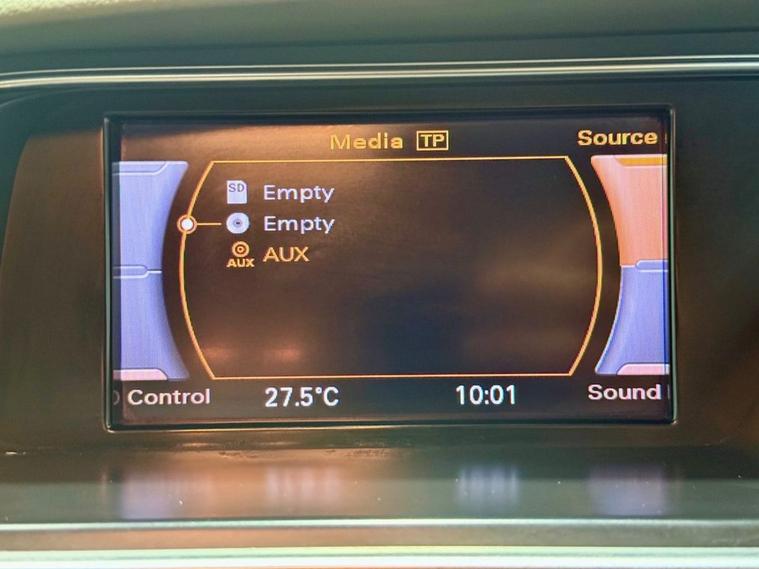 Media TP
Source
SD Empty
Empty
AUX AUX
Control
27.5°C
10:01
Sound